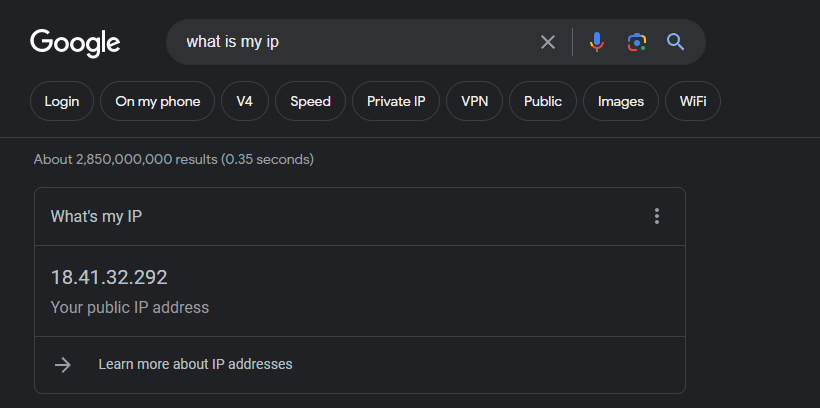 Google what is my ip
Login On my phone V4 Speed Private IP VPN Public Images WiFi
About 2,850,000,000 results (0.35 seconds)
What's my IP
18.41.32.292
Your public IP address
Learn more about IP addresses